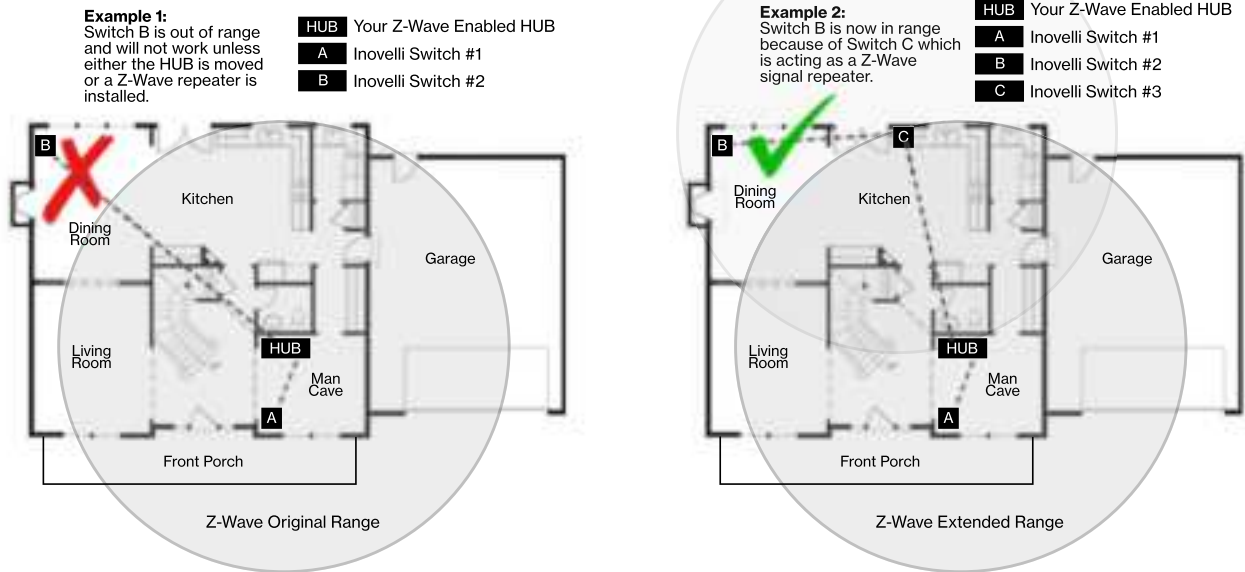 Example 1:
Switch B is out of range
and will not work unless
either the HUB is moved
or a Z-Wave repeater is
installed.
HUB Your Z-Wave Enabled HUB
A Inovelli Switch #1
B Inovelli Switch #2
B
Kitchen
Dining
Room
Garage
Living
Room
HUB
Man
Cave
A
Front Porch
Z-Wave Original Range
Example 2:
Switch B is now in range
because of Switch C which
is acting as a Z-Wave
signal repeater.
HUB Your Z-Wave Enabled HUB
A Inovelli Switch #1
B Inovelli Switch #2
C Inovelli Switch #3
B
C
Dining
Room
Kitchen
Garage
Living
Room
HUB
Man
Cave
A
Front Porch
Z-Wave Extended Range